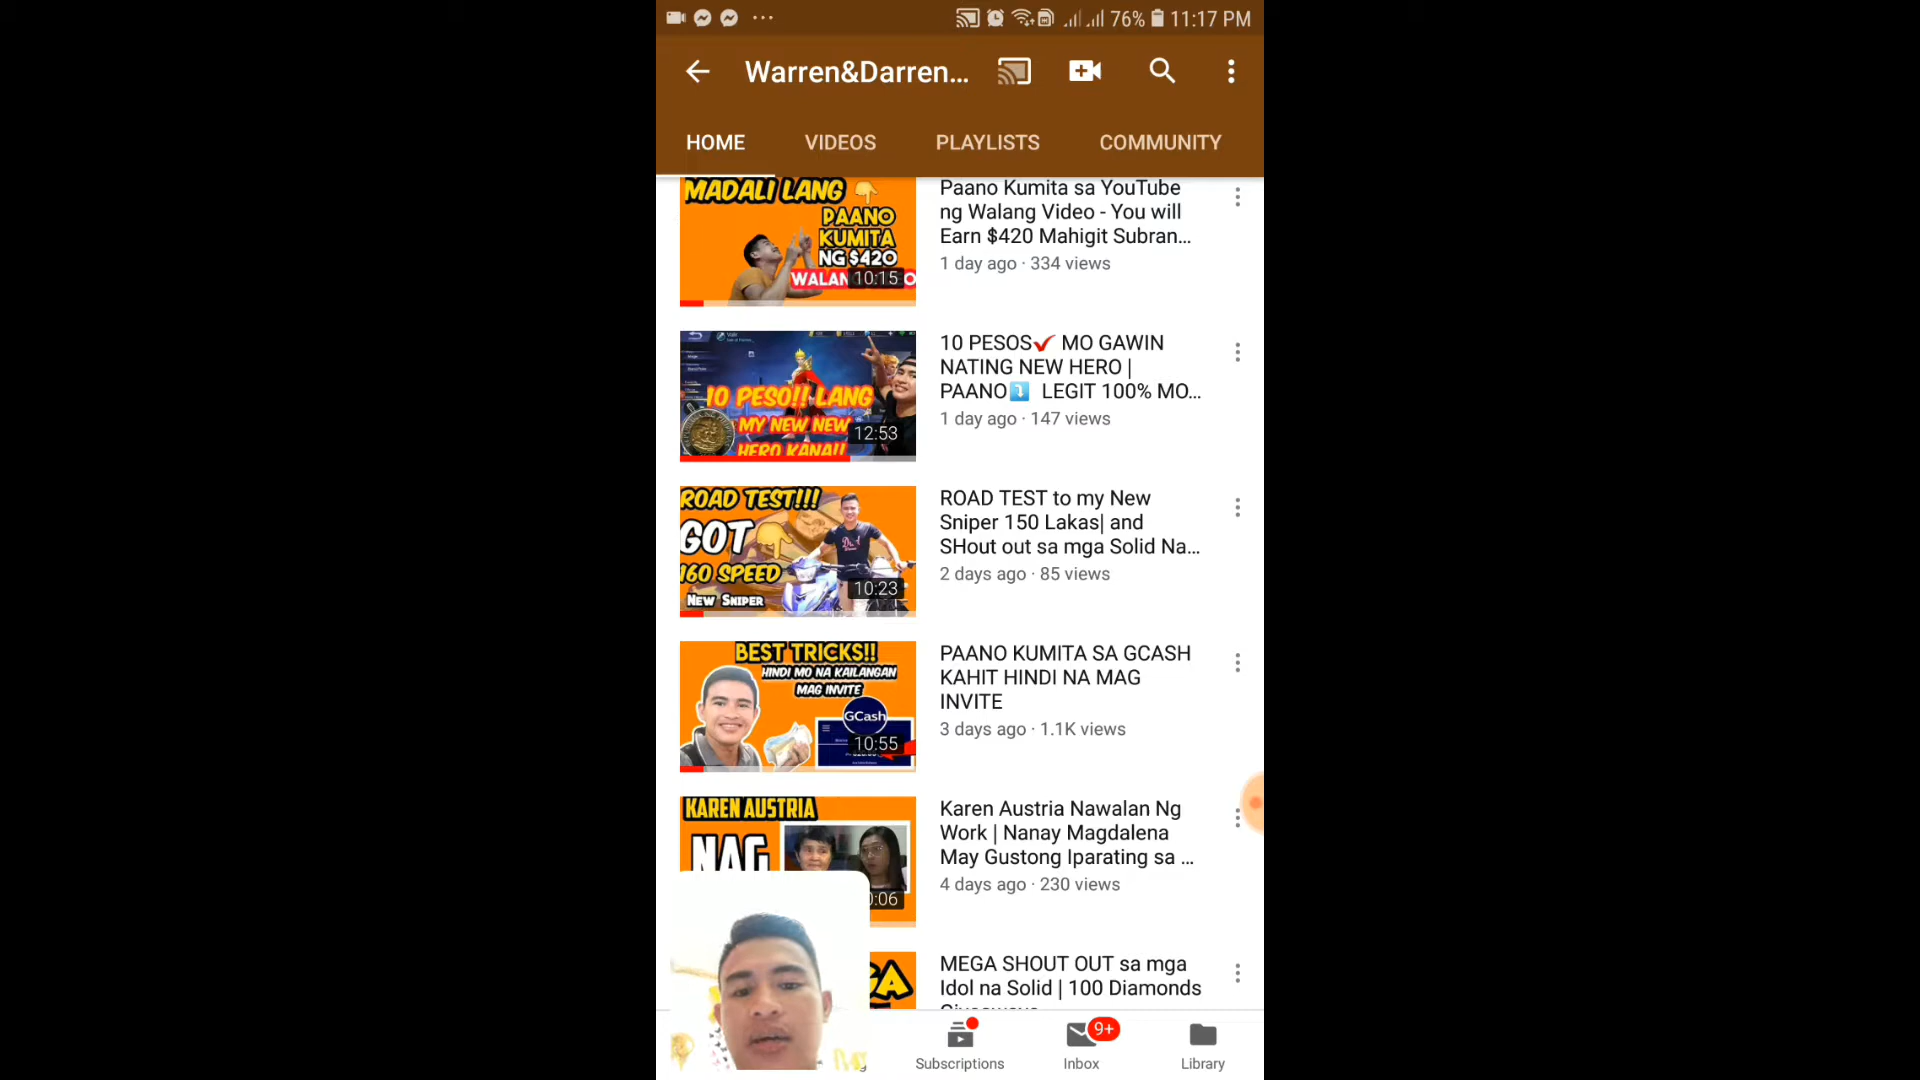 76% 11:17 PM
Warren&Darren...
HOME VIDEOS PLAYLISTS COMMUNITY
MADALI LANG
PAANO
KUMITA
NG $420
WALAN
10:15
Paano Kumita sa YouTube
ng Walang Video - You will
Earn $420 Mahigit Subran...
1 day ago · 334 views
10 PESO!! LANG
MY NEW NEW
HERO KANA!!
12:53
10 PESOS✔ MO GAWIN
NATING NEW HERO |
PAANO⤵ LEGIT 100% MO...
1 day ago · 147 views
ROAD TEST!!!
GOT
160 SPEED
NEW SNIPER
10:23
ROAD TEST to my New
Sniper 150 Lakas| and
SHout out sa mga Solid Na...
2 days ago · 85 views
BEST TRICKS!!
HINDI MO NA KAILANGAN
MAG INVITE
GCash
10:55
PAANO KUMITA SA GCASH
KAHIT HINDI NA MAG
INVITE
3 days ago · 1.1K views
KAREN AUSTRIA
NAG
0:06
Karen Austria Nawalan Ng
Work | Nanay Magdalena
May Gustong Iparating sa ...
4 days ago · 230 views
MEGA SHOUT OUT sa mga
Idol na Solid | 100 Diamonds
9+
Subscriptions Inbox Library